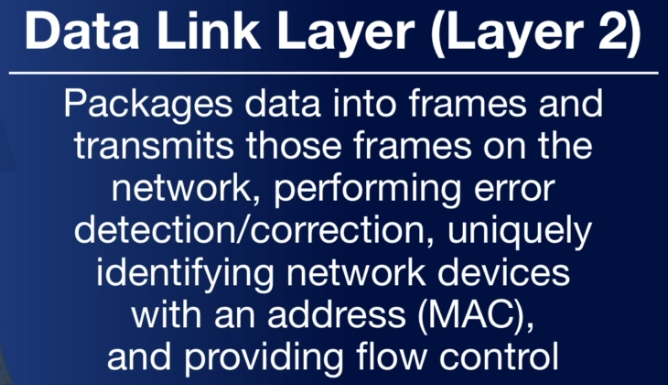 Data Link Layer (Layer 2)
Packages data into frames and
transmits those frames on the
network, performing error
detection/correction, uniquely
identifying network devices
with an address (MAC),
and providing flow control